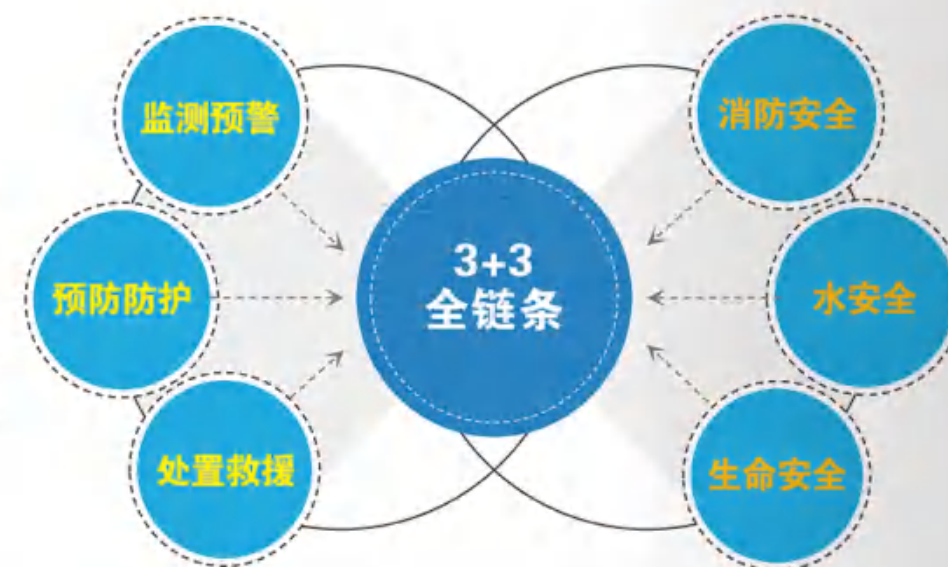 监测预警
消防安全
3+3
全链条
预防防护
水安全
处置救援
生命安全